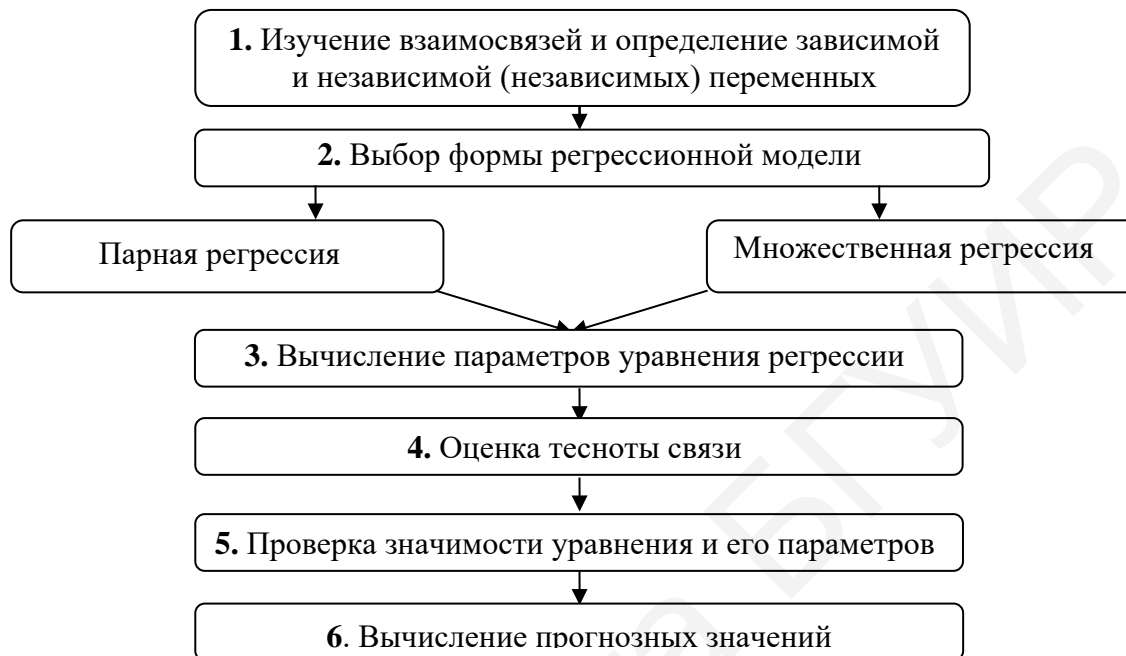 1. Изучение взаимосвязей и определение зависимой
и независимой (независимых) переменных
2. Выбор формы регрессионной модели
Парная регрессия
Множественная регрессия
3. Вычисление параметров уравнения регрессии
4. Оценка тесноты связи
5. Проверка значимости уравнения и его параметров
6. Вычисление прогнозных значений
БГУИР